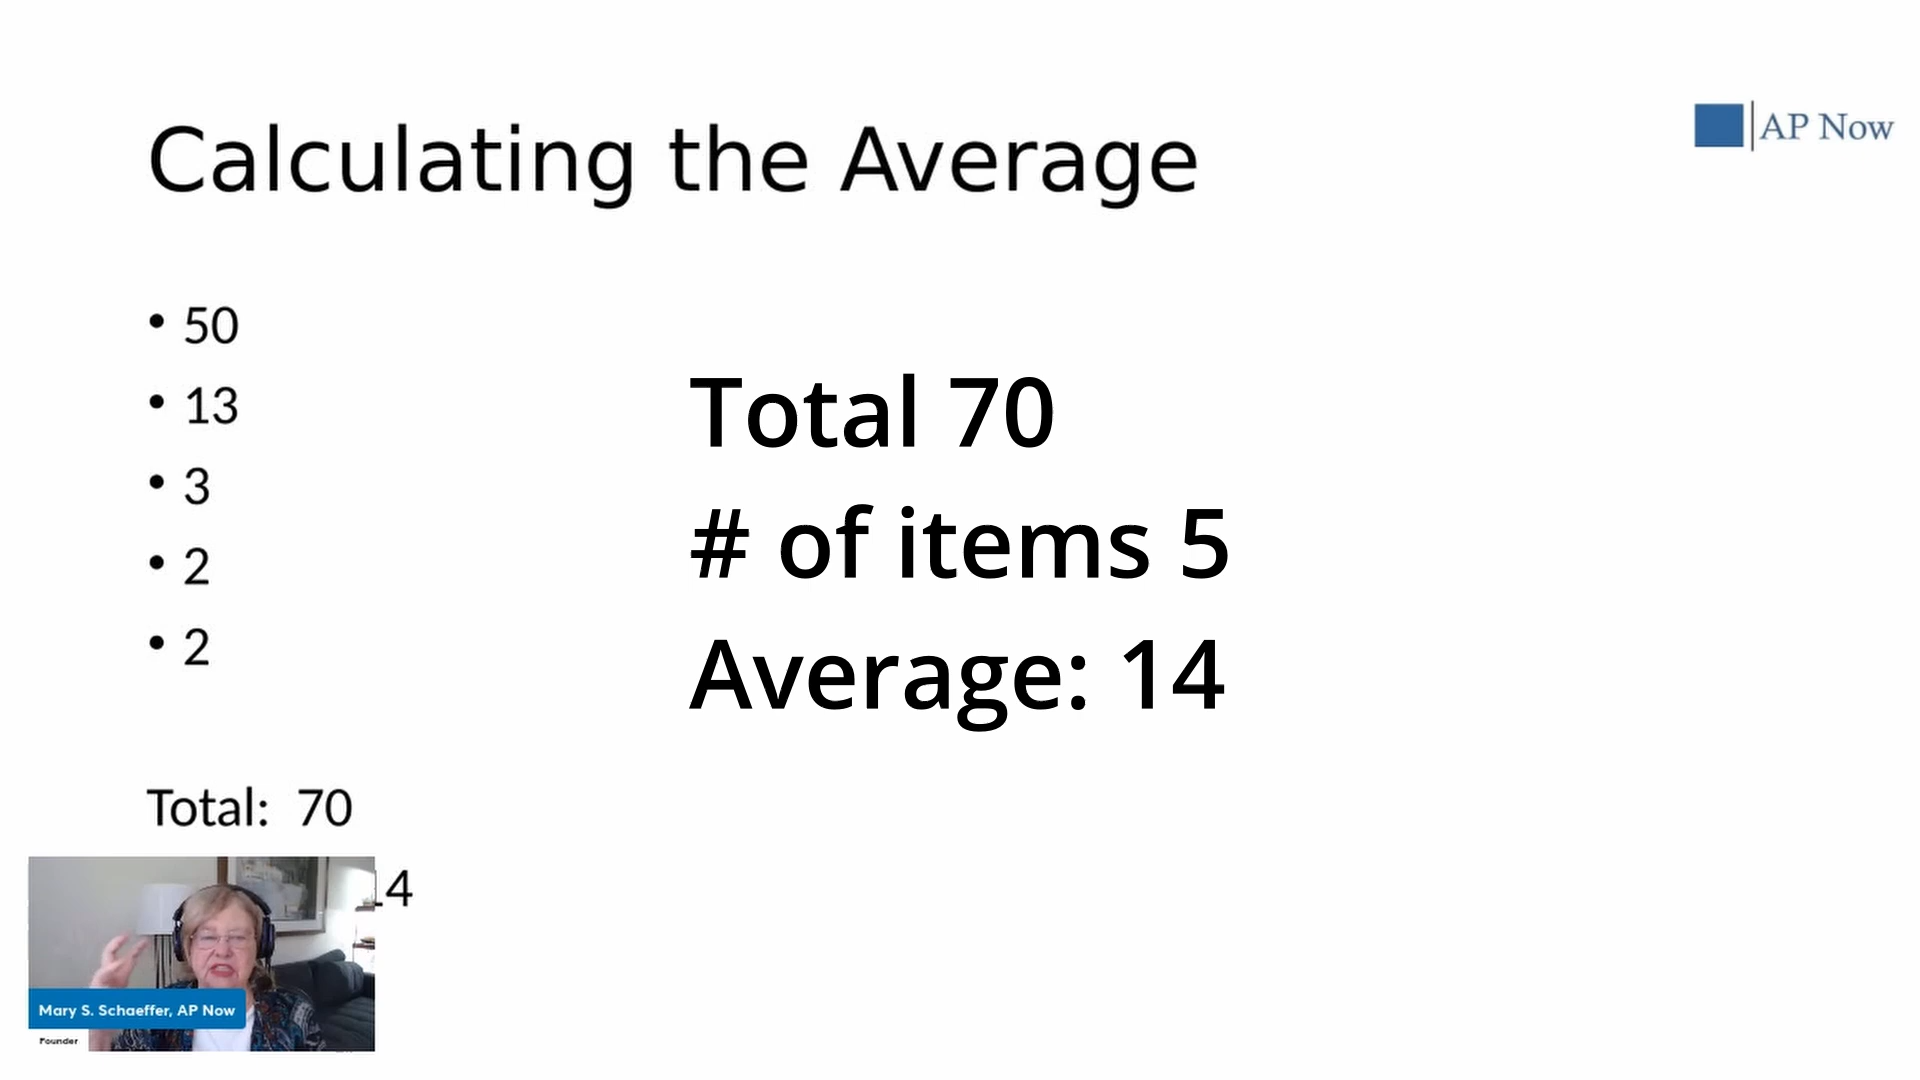 Calculating the Average
AP Now
• 50
• 13
• 3
• 2
• 2
Total 70
# of items 5
Average: 14
Total: 70
14
Mary S. Schaeffer, AP Now
Founder